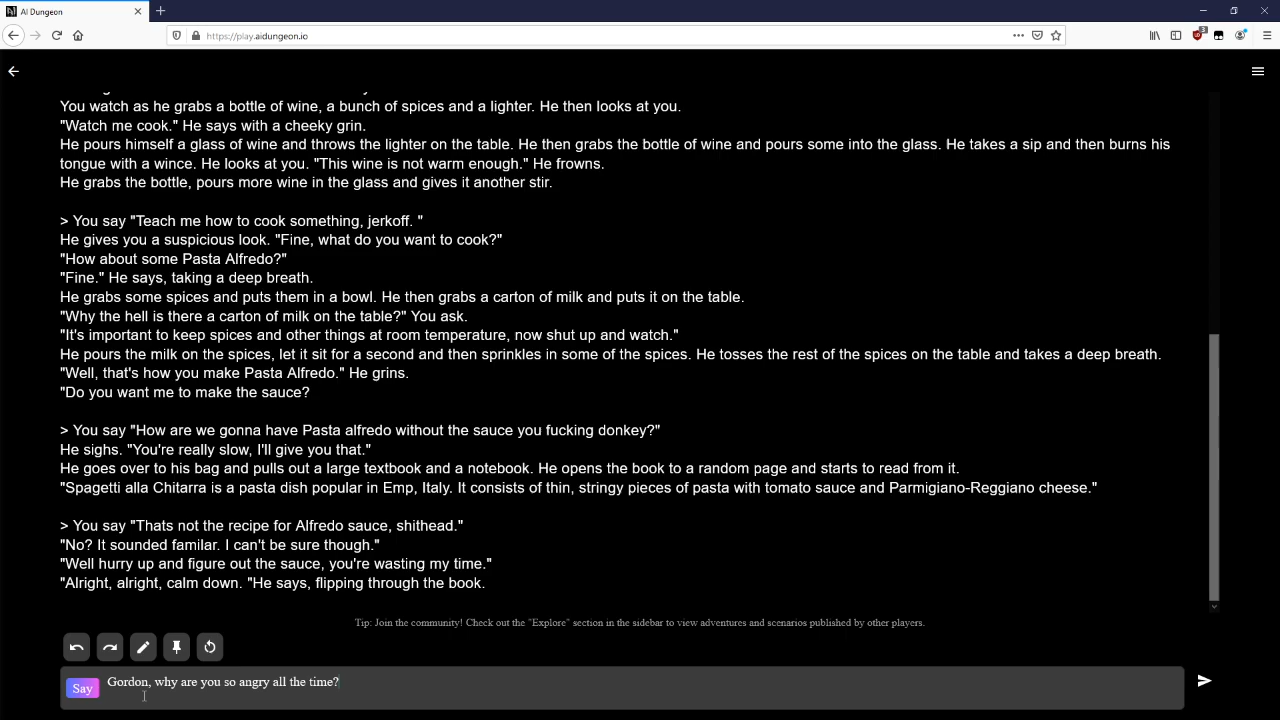 AI Dungeon
https://play.aidungeon.io
You watch as he grabs a bottle of wine, a bunch of spices and a lighter. He then looks at you.
"Watch me cook." He says with a cheeky grin.
He pours himself a glass of wine and throws the lighter on the table. He then grabs the bottle of wine and pours some into the glass. He takes a sip and then burns his
tongue with a wince. He looks at you. "This wine is not warm enough." He frowns.
He grabs the bottle, pours more wine in the glass and gives it another stir.
> You say "Teach me how to cook something, jerkoff. "
He gives you a suspicious look. "Fine, what do you want to cook?"
"How about some Pasta Alfredo?"
"Fine." He says, taking a deep breath.
He grabs some spices and puts them in a bowl. He then grabs a carton of milk and puts it on the table.
"Why the hell is there a carton of milk on the table?" You ask.
"It's important to keep spices and other things at room temperature, now shut up and watch."
He pours the milk on the spices, let it sit for a second and then sprinkles in some of the spices. He tosses the rest of the spices on the table and takes a deep breath.
"Well, that's how you make Pasta Alfredo." He grins.
"Do you want me to make the sauce?
> You say "How are we gonna have Pasta alfredo without the sauce you fucking donkey?"
He sighs. "You're really slow, I'll give you that."
He goes over to his bag and pulls out a large textbook and a notebook. He opens the book to a random page and starts to read from it.
"Spagetti alla Chitarra is a pasta dish popular in Emp, Italy. It consists of thin, stringy pieces of pasta with tomato sauce and Parmigiano-Reggiano cheese."
> You say "Thats not the recipe for Alfredo sauce, shithead."
"No? It sounded familar. I can't be sure though."
"Well hurry up and figure out the sauce, you're wasting my time."
"Alright, alright, calm down. "He says, flipping through the book.
Tip: Join the community! Check out the "Explore" section in the sidebar to view adventures and scenarios published by other players.
Say Gordon, why are you so angry all the time?